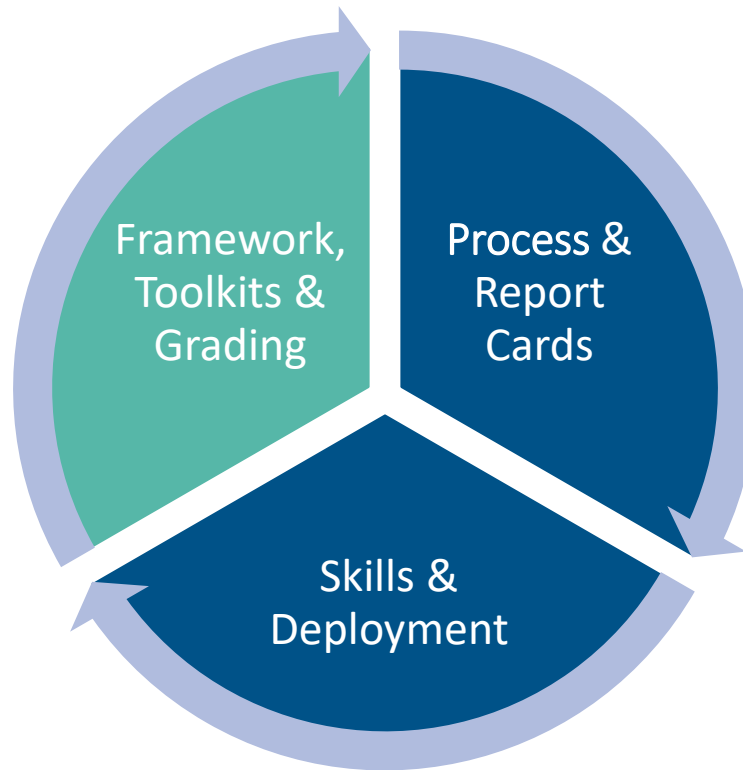 Framework,
Toolkits &
Grading
Process &
Report
Cards
Skills &
Deployment